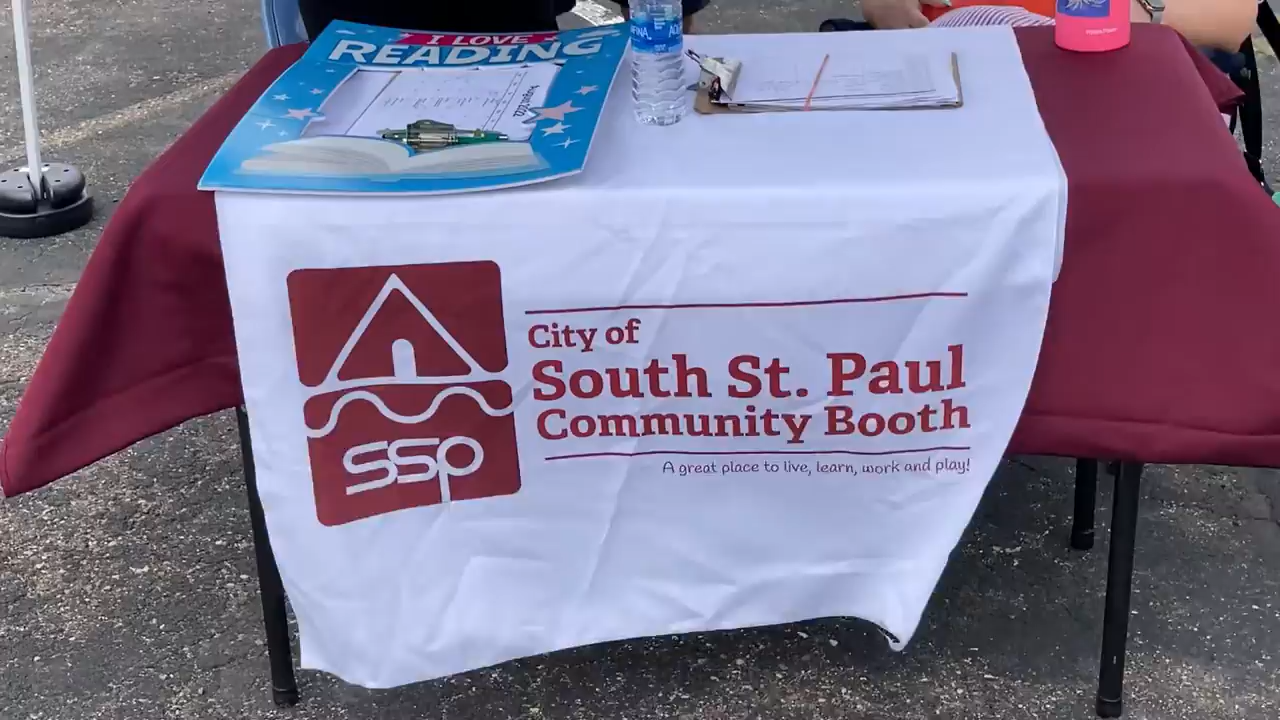 I LOVE
READING
City of
South St. Paul
Community Booth
A great place to live, learn, work and play!
ssp